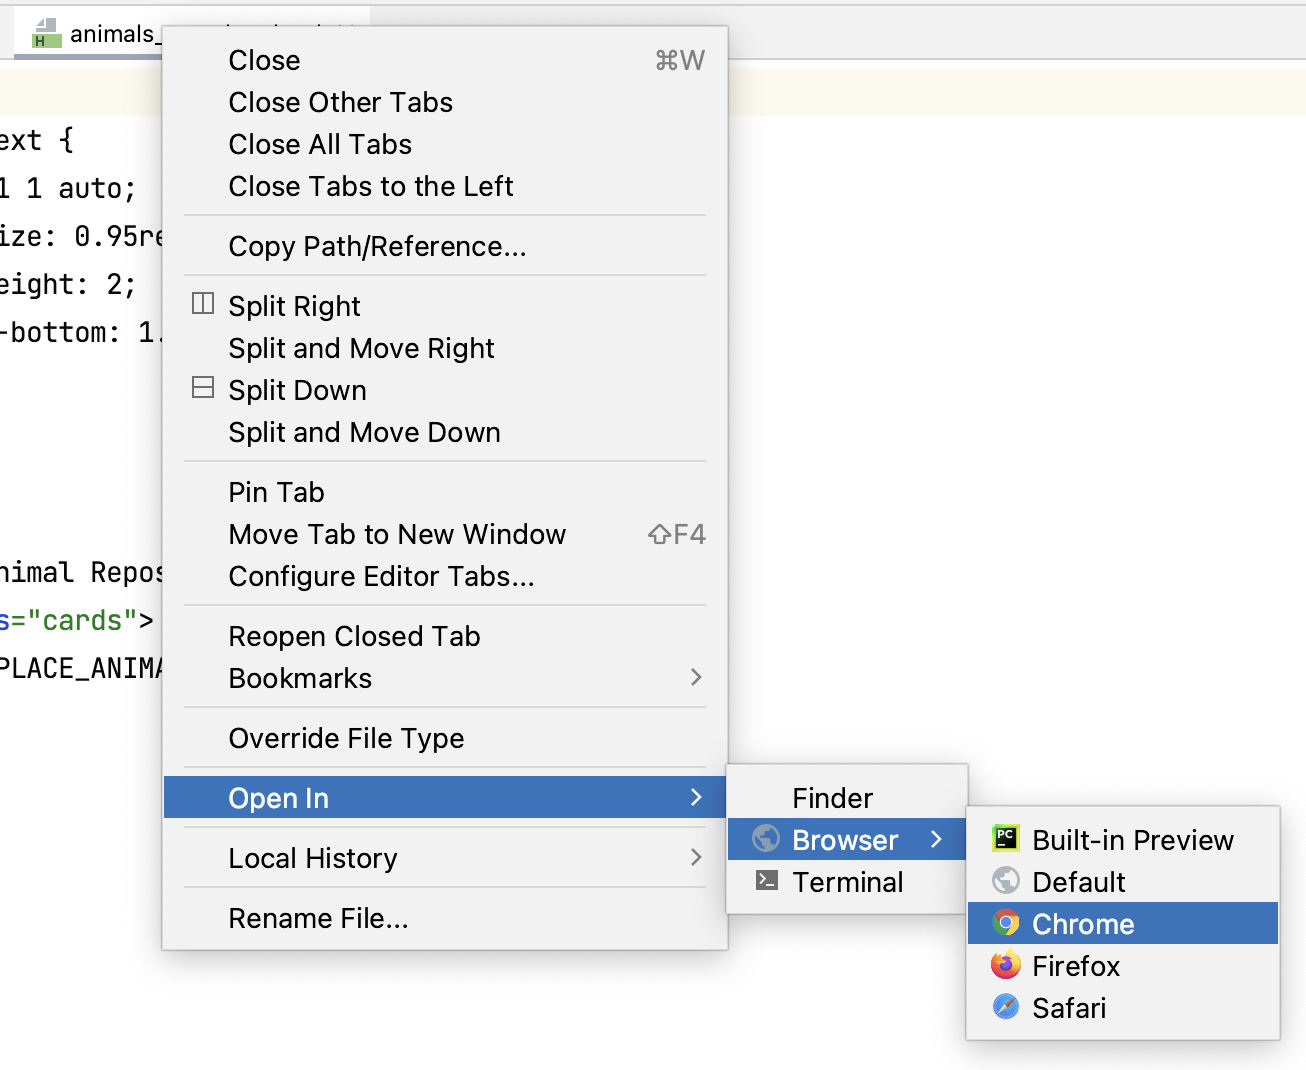 H animals_
ext {
1 1 auto;
ize: 0.95re
eight: 2;
-bottom: 1.
nimal Repos
s="cards">
PLACE_ANIMA
Close ⌘W
Close Other Tabs
Close All Tabs
Close Tabs to the Left
Copy Path/Reference...
Split Right
Split and Move Right
Split Down
Split and Move Down
Pin Tab
Move Tab to New Window ⇧F4
Configure Editor Tabs...
Reopen Closed Tab
Bookmarks
Override File Type
Open In
Local History
Rename File...
Finder
Browser
Terminal
PC Built-in Preview
Default
Chrome
Firefox
Safari